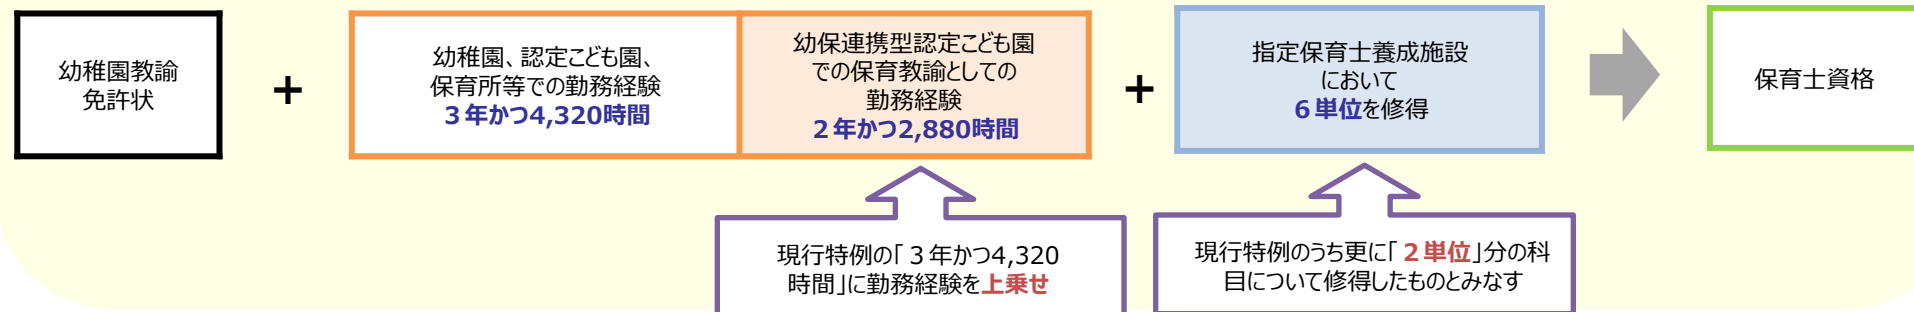 幼稚園教諭
免許状
+
幼稚園、認定こども園、
保育所等での勤務経験
3年かつ4,320時間
幼保連携型認定こども園
での保育教諭としての
勤務経験
2年かつ2,880時間
+
指定保育士養成施設
において
6単位を修得
保育士資格
現行特例の「3年かつ4,320
時間」に勤務経験を上乗せ
現行特例のうち更に「2単位」分の科
目について修得したものとみなす